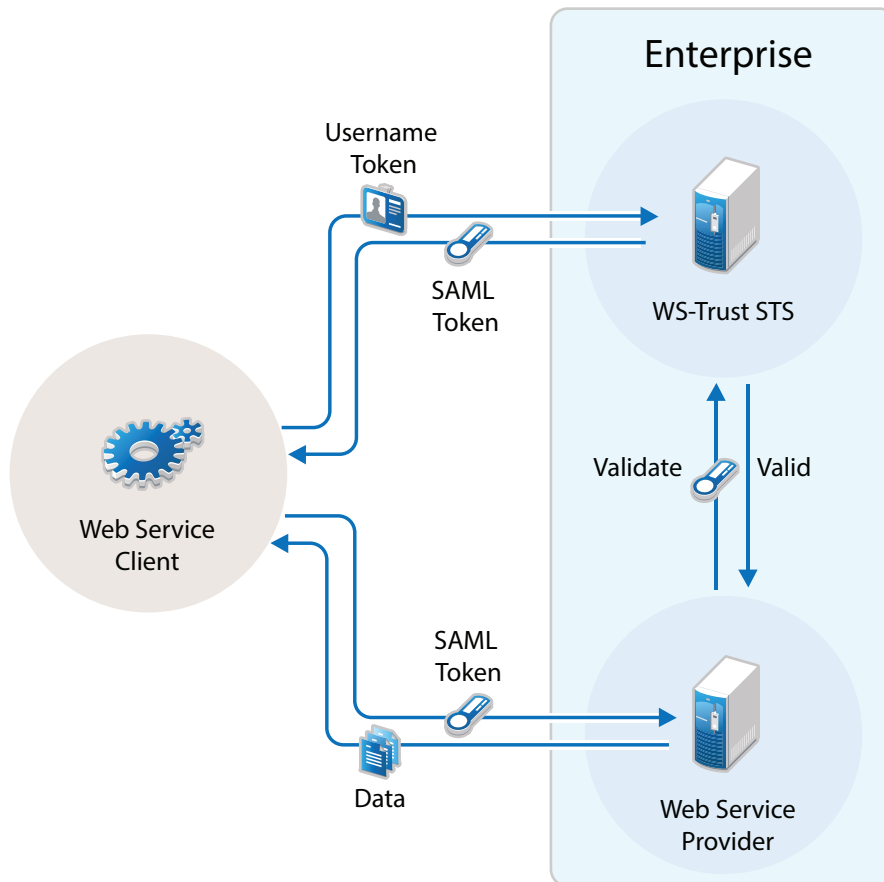 Enterprise
Username
Token
SAML
Token
WS-Trust STS
Validate
Valid
Web Service
Client
SAML
Token
Data
Web Service
Provider